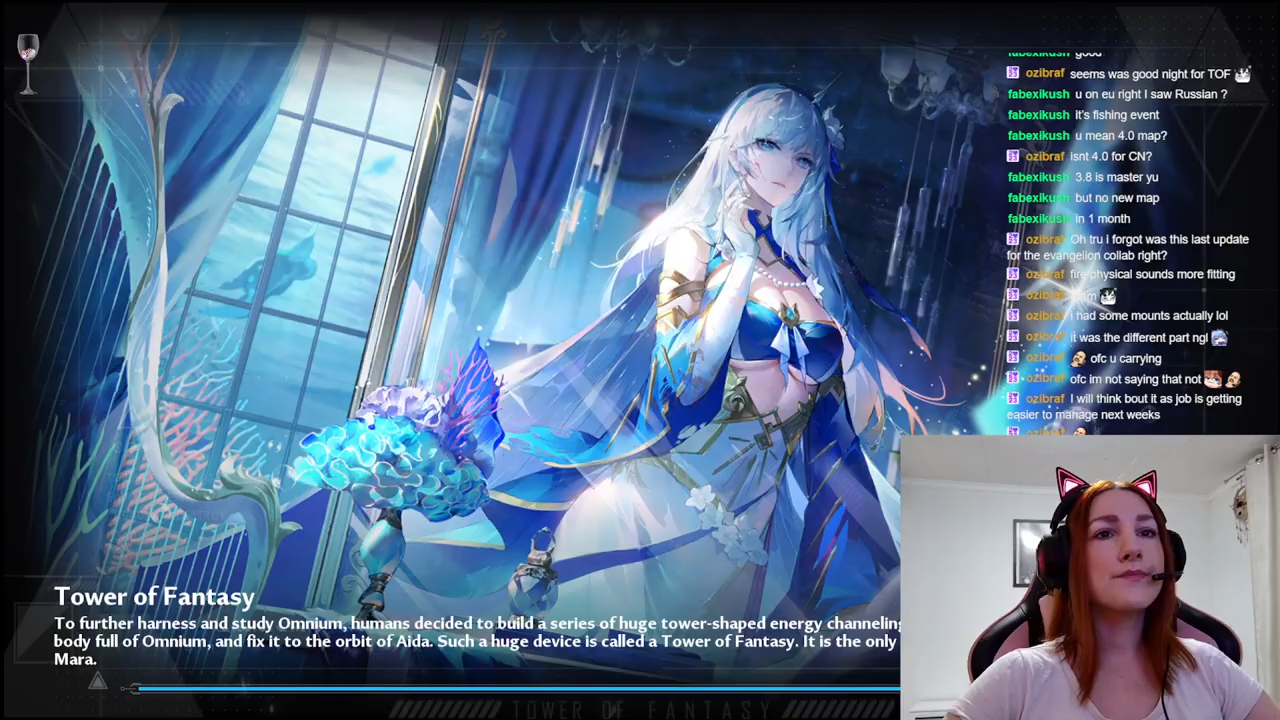 fabexikush good
ozibraf seems was good night for TOF
fabexikush u on eu right I saw Russian ?
fabexikush it's fishing event
fabexikush u mean 4.0 map?
ozibraf isnt 4.0 for CN?
fabexikush 3.8 is master yu
fabexikush but no new map
fabexikush in 1 month
ozibraf Oh tru i forgot was this last update
for the evangelion collab right?
ozibraf fire physical sounds more fitting
ozibraf
ozibraf i had some mounts actually lol
ozibraf it was the different part ngl
ozibraf ofc u carrying
ozibraf ofc im not saying that not
ozibraf I will think bout it as job is getting
easier to manage next weeks
Tower of Fantasy
To further harness and study Omnium, humans decided to build a series of huge tower-shaped energy channeling
body full of Omnium, and fix it to the orbit of Aida. Such a huge device is called a Tower of Fantasy. It is the only
Mara.
TOWER OF FANTASY